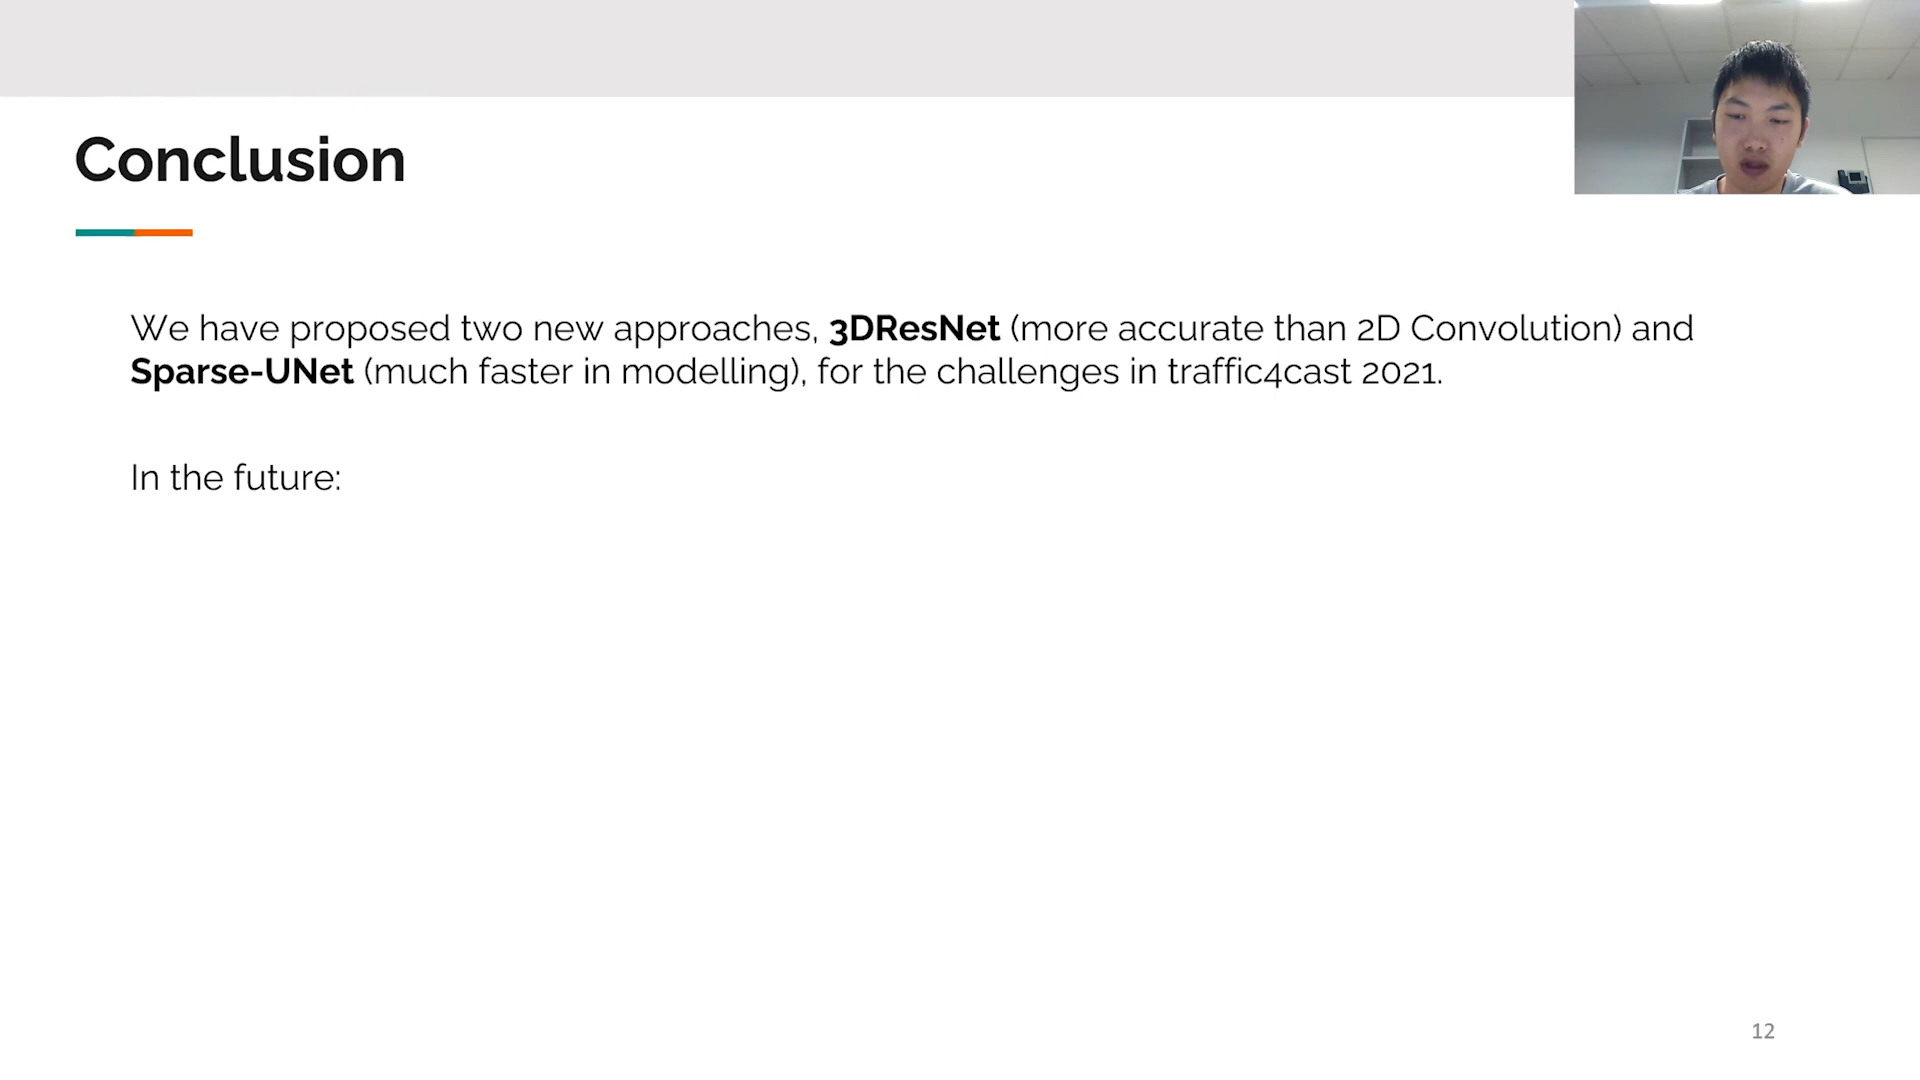 Conclusion
We have proposed two new approaches, 3DResNet (more accurate than 2D Convolution) and
Sparse-UNet (much faster in modelling), for the challenges in traffic4cast 2021.
In the future:
12